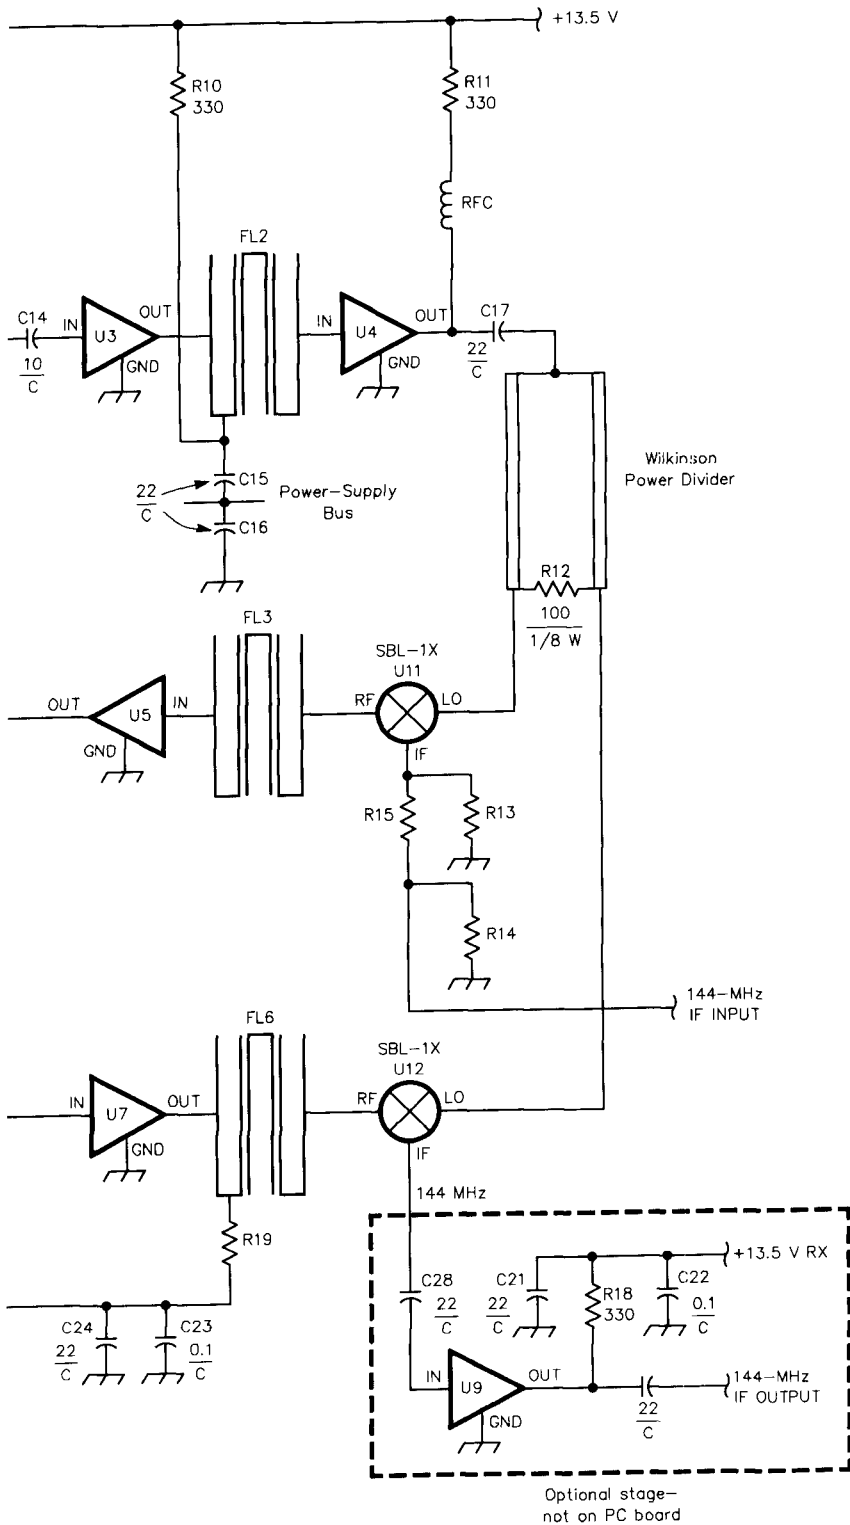 +13.5 V
R10
330
R11
330
RFC
FL2
C14
10
C
IN
U3
OUT
GND
IN
U4
OUT
GND
C17
22
C
22
C
C15
C16
Power-Supply
Bus
Wilkinson
Power Divider
R12
100
1/8 W
FL3
SBL-1X
U11
RF
LO
IF
OUT
U5
IN
GND
R15
R13
R14
144-MHz
IF INPUT
FL6
SBL-1X
U12
RF
LO
IF
IN
U7
OUT
GND
144 MHz
R19
C24
22
C
C23
0.1
C
C28
22
C
C21
22
C
R18
330
C22
0.1
C
+13.5 V RX
IN
U9
OUT
GND
22
C
144-MHz
IF OUTPUT
Optional stage-
not on PC board